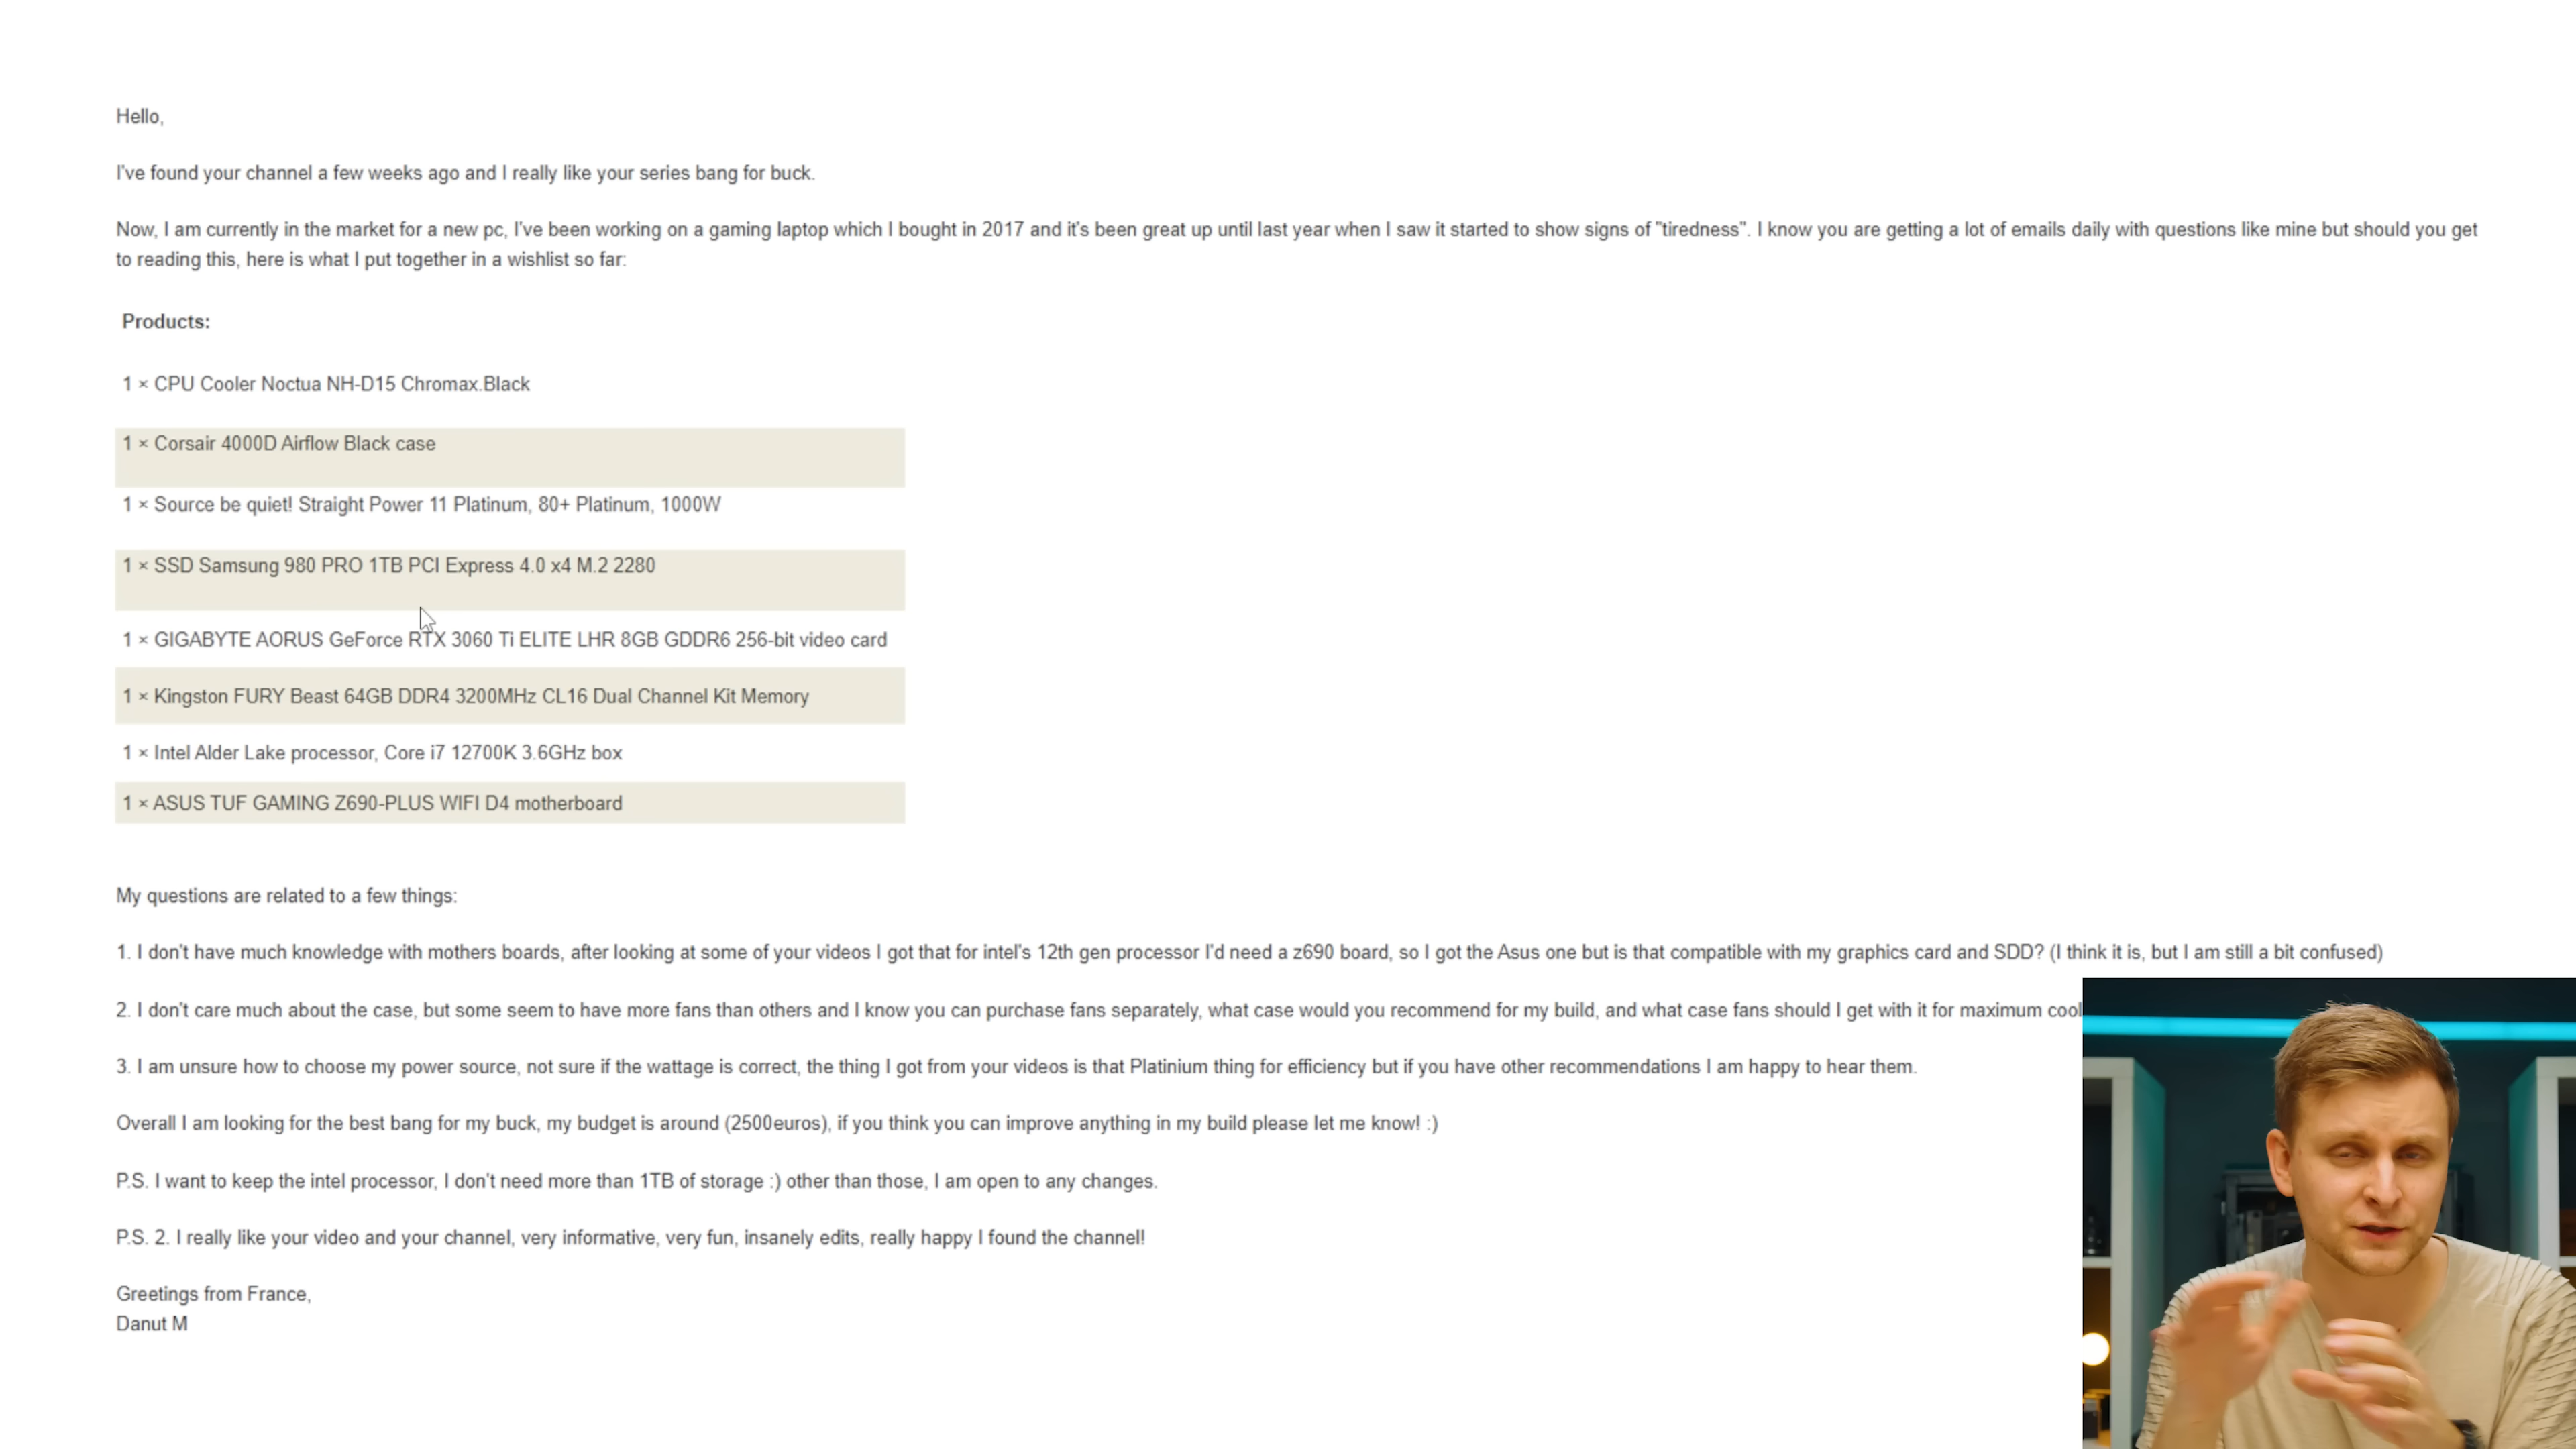 Hello,
I've found your channel a few weeks ago and I really like your series bang for buck.
Now, I am currently in the market for a new pc, I've been working on a gaming laptop which I bought in 2017 and it's been great up until last year when I saw it started to show signs of "tiredness". I know you are getting a lot of emails daily with questions like mine but should you get
to reading this, here is what I put together in a wishlist so far:
Products:
1 × CPU Cooler Noctua NH-D15 Chromax.Black
1 × Corsair 4000D Airflow Black case
1 × Source be quiet! Straight Power 11 Platinum, 80+ Platinum, 1000W
1 × SSD Samsung 980 PRO 1TB PCI Express 4.0 x4 M.2 2280
1 × GIGABYTE AORUS GeForce RTX 3060 Ti ELITE LHR 8GB GDDR6 256-bit video card
1 × Kingston FURY Beast 64GB DDR4 3200MHz CL16 Dual Channel Kit Memory
1 × Intel Alder Lake processor, Core i7 12700K 3.6GHz box
1 × ASUS TUF GAMING Z690-PLUS WIFI D4 motherboard
My questions are related to a few things:
1. I don't have much knowledge with mothers boards, after looking at some of your videos I got that for intel's 12th gen processor I'd need a z690 board, so I got the Asus one but is that compatible with my graphics card and SDD? (I think it is, but I am still a bit confused)
2. I don't care much about the case, but some seem to have more fans than others and I know you can purchase fans separately, what case would you recommend for my build, and what case fans should I get with it for maximum cool
3. I am unsure how to choose my power source, not sure if the wattage is correct, the thing I got from your videos is that Platinium thing for efficiency but if you have other recommendations I am happy to hear them.
Overall I am looking for the best bang for my buck, my budget is around (2500euros), if you think you can improve anything in my build please let me know! :)
P.S. I want to keep the intel processor, I don't need more than 1TB of storage :) other than those, I am open to any changes.
P.S. 2. I really like your video and your channel, very informative, very fun, insanely edits, really happy I found the channel!
Greetings from France,
Danut M